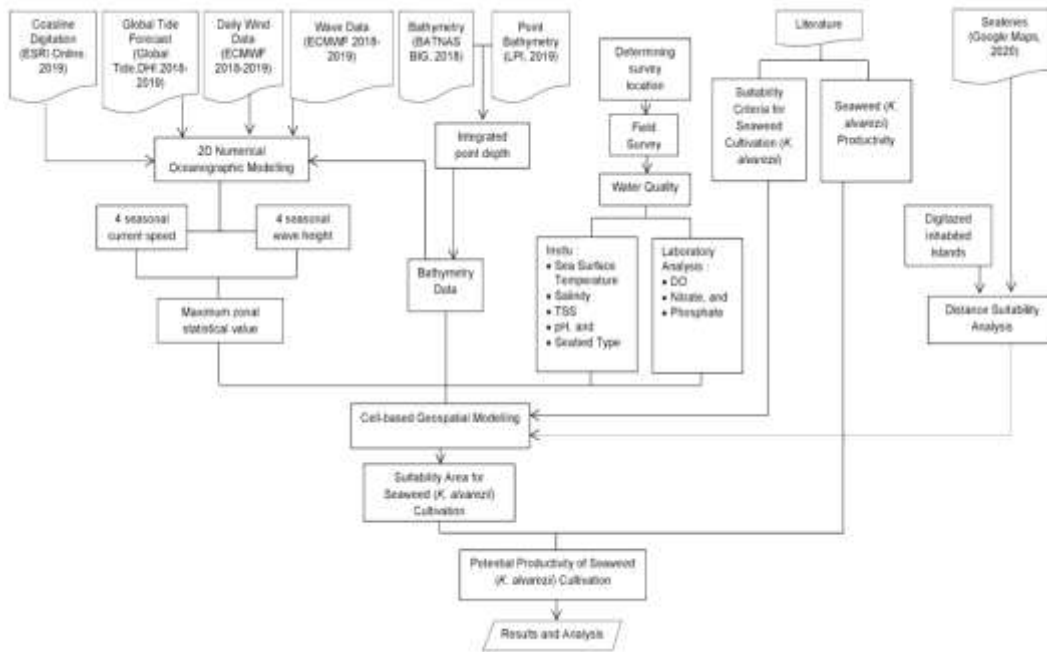 Coasline
Digitation
(ESRI Online,
2019)
Global Tide
Forecast
(Global
Tide,DHI 2018-
2019)
Daily Wind
Data
(ECMWF
2018-2019)
Wave Data
(ECMWF 2018-
2019)
Bathymetry
(BATNAS
BIG, 2018)
Point
Bathymetry
(LPI, 2019)
Determining
survey
location
Literature
(Google Maps,
2020)
Field
Survey
Suitability
Criteria for
Seaweed
Cultivation (K.
alvarezii)
Seaweed (K.
alvarezii)
Productivity
Integrated
point depth
2D Numerical
Oceanographic Modelling
Water Quality
4 seasonal
current speed
4 seasonal
wave height
Bathymetry
Data
Insitu :
• Sea Surface
Temperature
• Salinity
• TSS
• pH, and
• Seabed Type
Laboratory
Analysis :
• DO
• Nitrate, and
• Phosphate
Digitazed
inhabited
Islands
Maximum zonal
statistical value
Distance Suitability
Analysis
Cell-based Geospatial Modelling
Suitability Area for
Seaweed (K. alvarezii)
Cultivation
Potential Productivity of Seaweed
(K. alvarezii) Cultivation
Results and Analysis